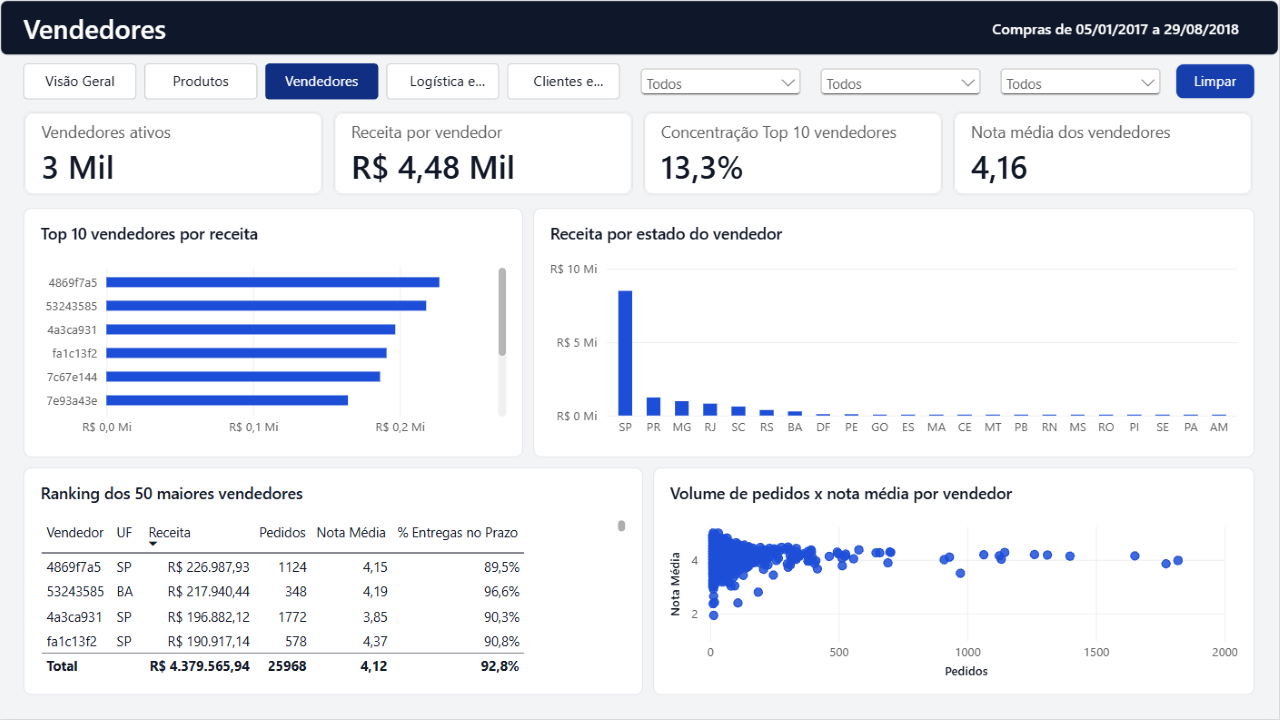 Vendedores
Compras de 05/01/2017 a 29/08/2018
Visão Geral Produtos Vendedores Logística e... Clientes e... Todos Todos Todos Limpar
Vendedores ativos
3 Mil
Receita por vendedor
R$ 4,48 Mil
Concentração Top 10 vendedores
13,3%
Nota média dos vendedores
4,16
Top 10 vendedores por receita
4869f7a5
53243585
4a3ca931
fa1c13f2
7c67e144
7e93a43e
R$ 0,0 Mi R$ 0,1 Mi R$ 0,2 Mi
Receita por estado do vendedor
R$ 10 Mi
R$ 5 Mi
R$ 0 Mi
SP PR MG RJ SC RS BA DF PE GO ES MA CE MT PB RN MS RO PI SE PA AM
Ranking dos 50 maiores vendedores
Vendedor UF Receita Pedidos Nota Média % Entregas no Prazo
4869f7a5 SP R$ 226.987,93 1124 4,15 89,5%
53243585 BA R$ 217.940,44 348 4,19 96,6%
4a3ca931 SP R$ 196.882,12 1772 3,85 90,3%
fa1c13f2 SP R$ 190.917,14 578 4,37 90,8%
Total R$ 4.379.565,94 25968 4,12 92,8%
Volume de pedidos x nota média por vendedor
Nota Média
4
2
0 500 1000 1500 2000
Pedidos